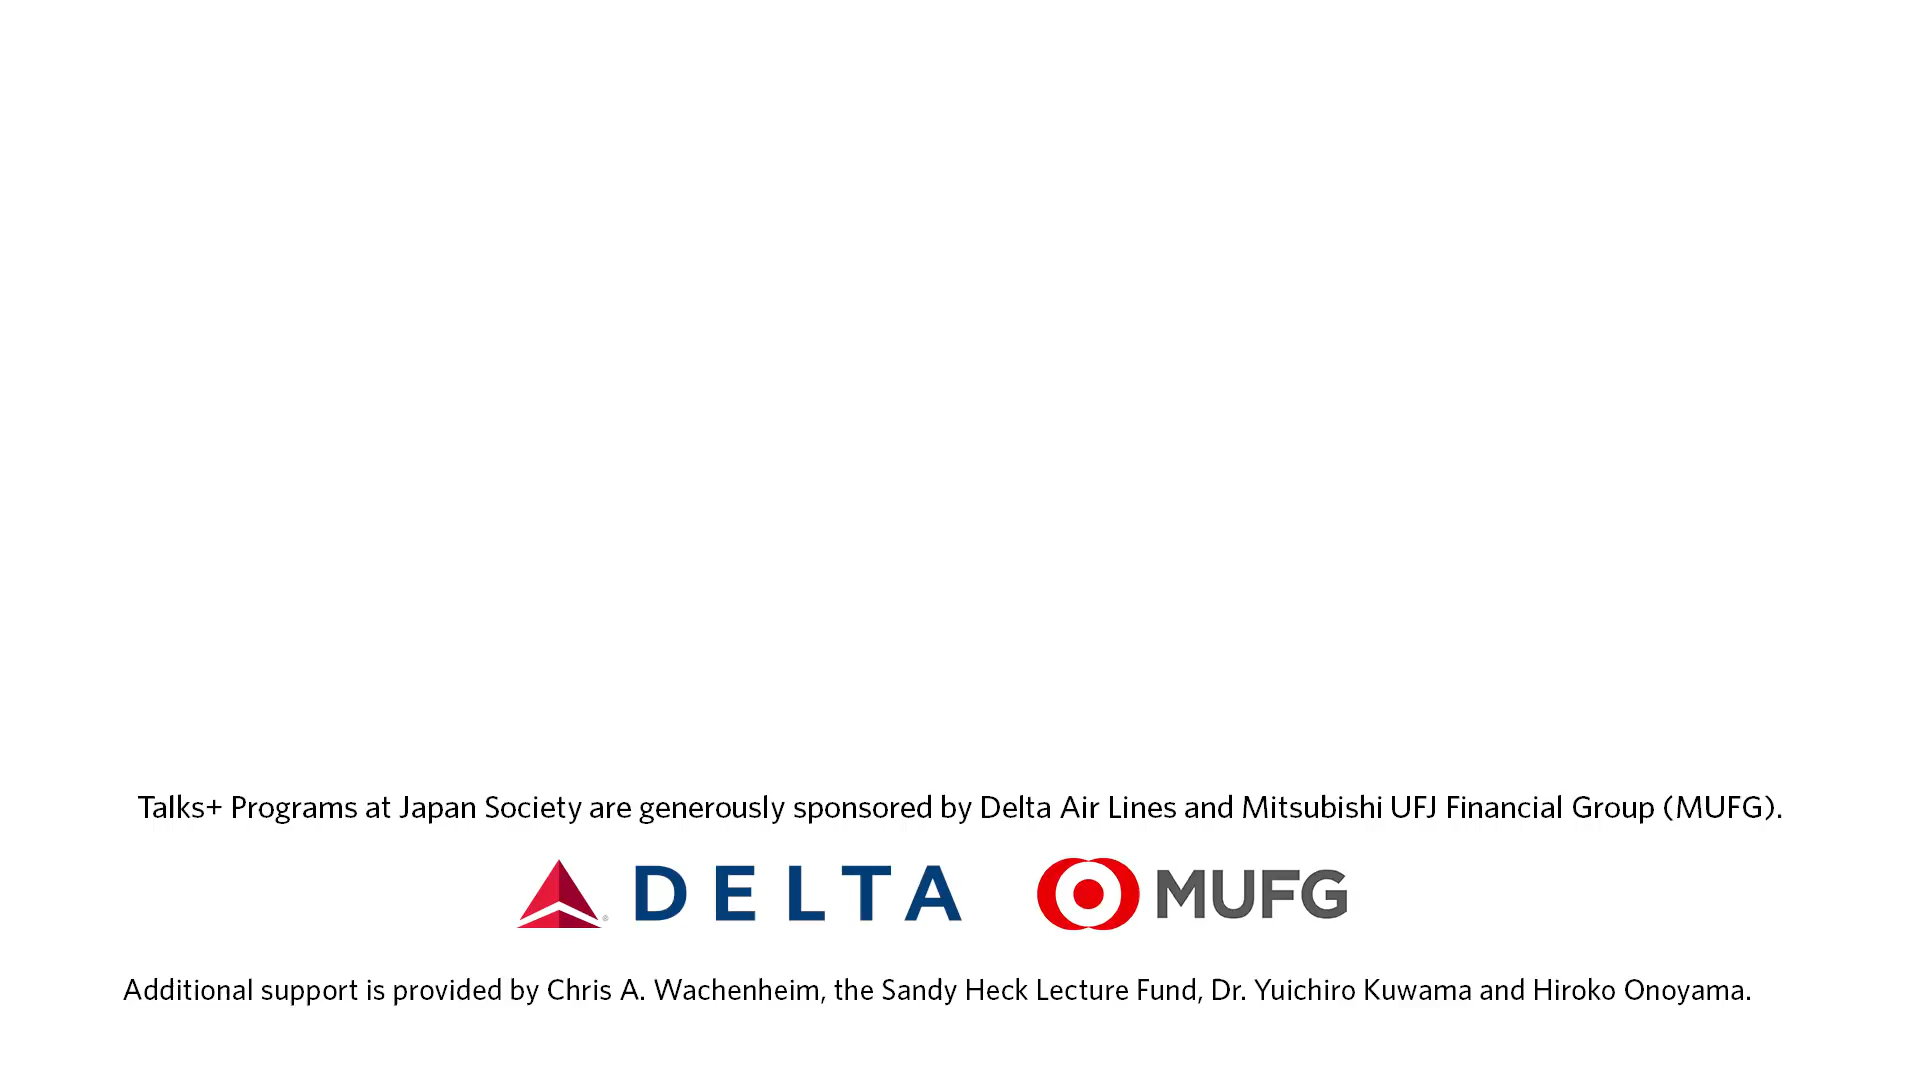 Talks+ Programs at Japan Society are generously sponsored by Delta Air Lines and Mitsubishi UFJ Financial Group (MUFG).
DELTA MUFG
Additional support is provided by Chris A. Wachenheim, the Sandy Heck Lecture Fund, Dr. Yuichiro Kuwama and Hiroko Onoyama.